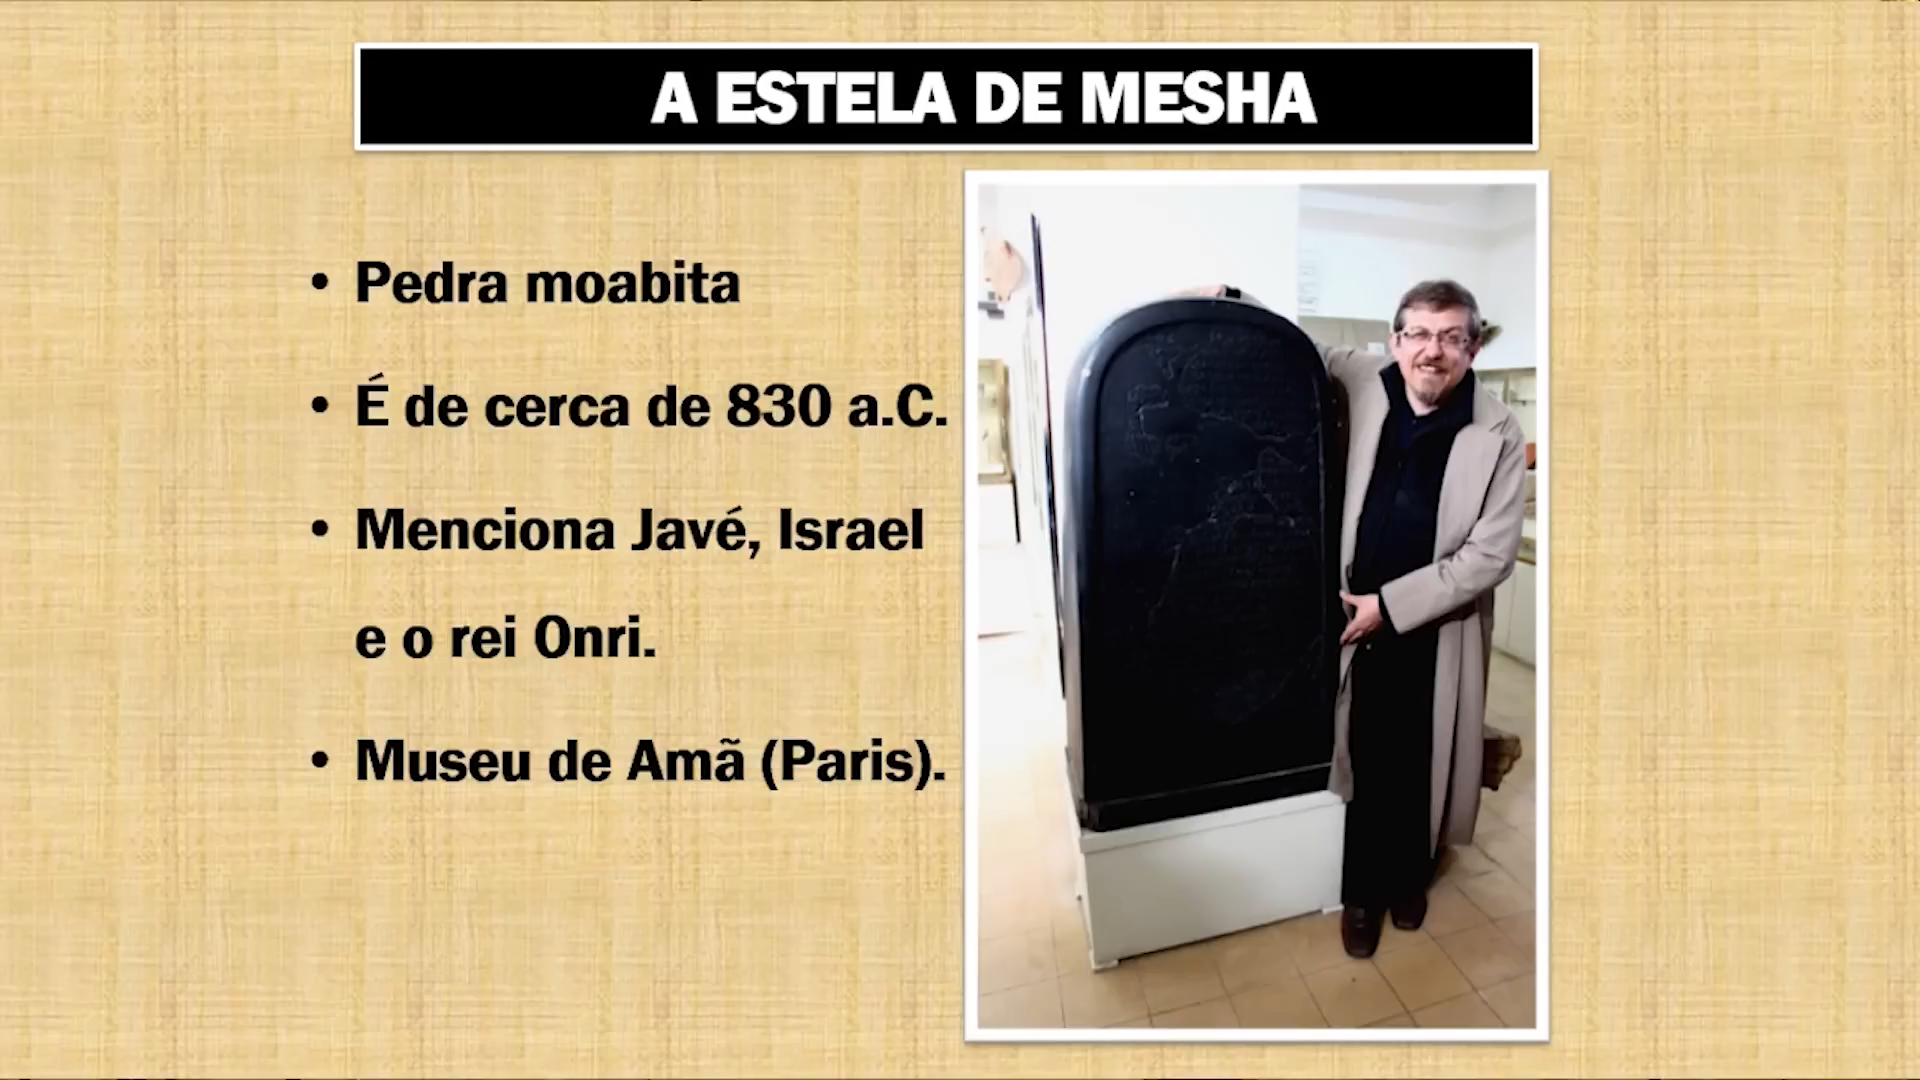 A ESTELA DE MESHA
• Pedra moabita
• É de cerca de 830 a.C.
• Menciona Javé, Israel
e o rei Onri.
• Museu de Amã (Paris).